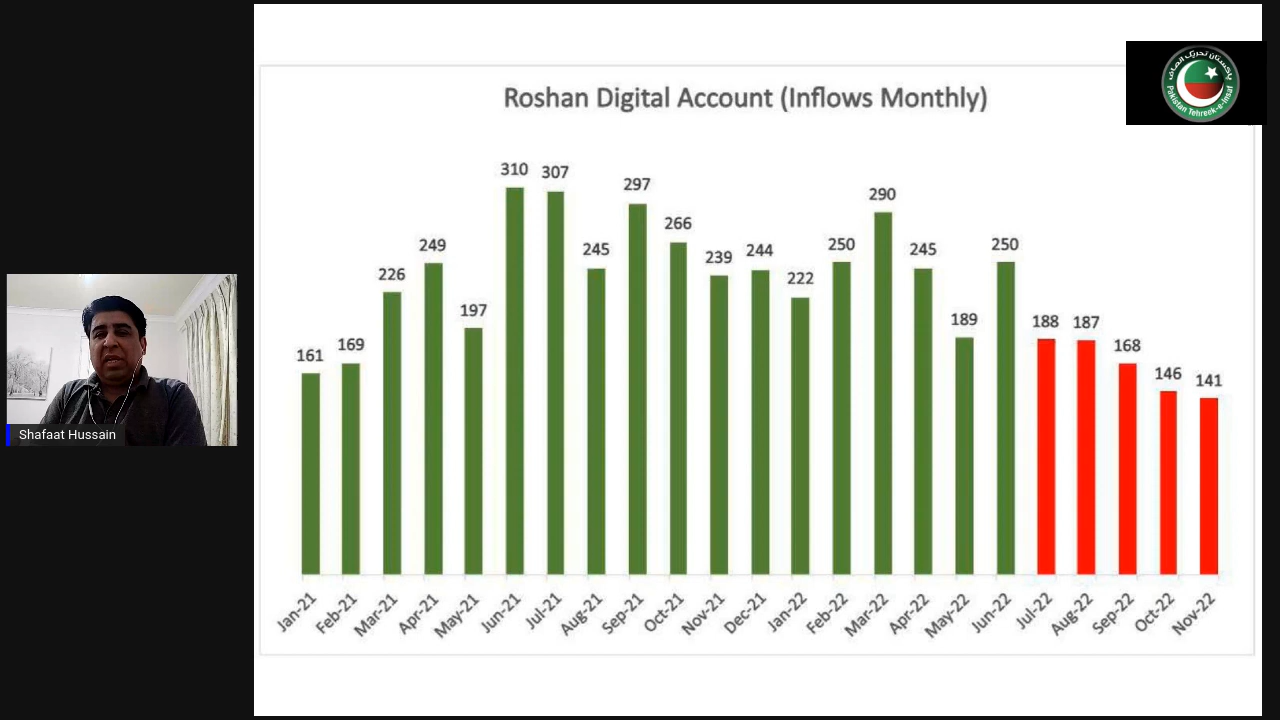 Roshan Digital Account (Inflows Monthly)
پاکستان تحریک انصاف
Pakistan Tehreek-e-Insaf
161
169
226
249
197
310
307
245
297
266
239
244
222
250
290
245
189
250
188
187
168
146
141
Jan-21
Feb-21
Mar-21
Apr-21
May-21
Jun-21
Jul-21
Aug-21
Sep-21
Oct-21
Nov-21
Dec-21
Jan-22
Feb-22
Mar-22
Apr-22
May-22
Jun-22
Jul-22
Aug-22
Sep-22
Oct-22
Nov-22
Shafaat Hussain